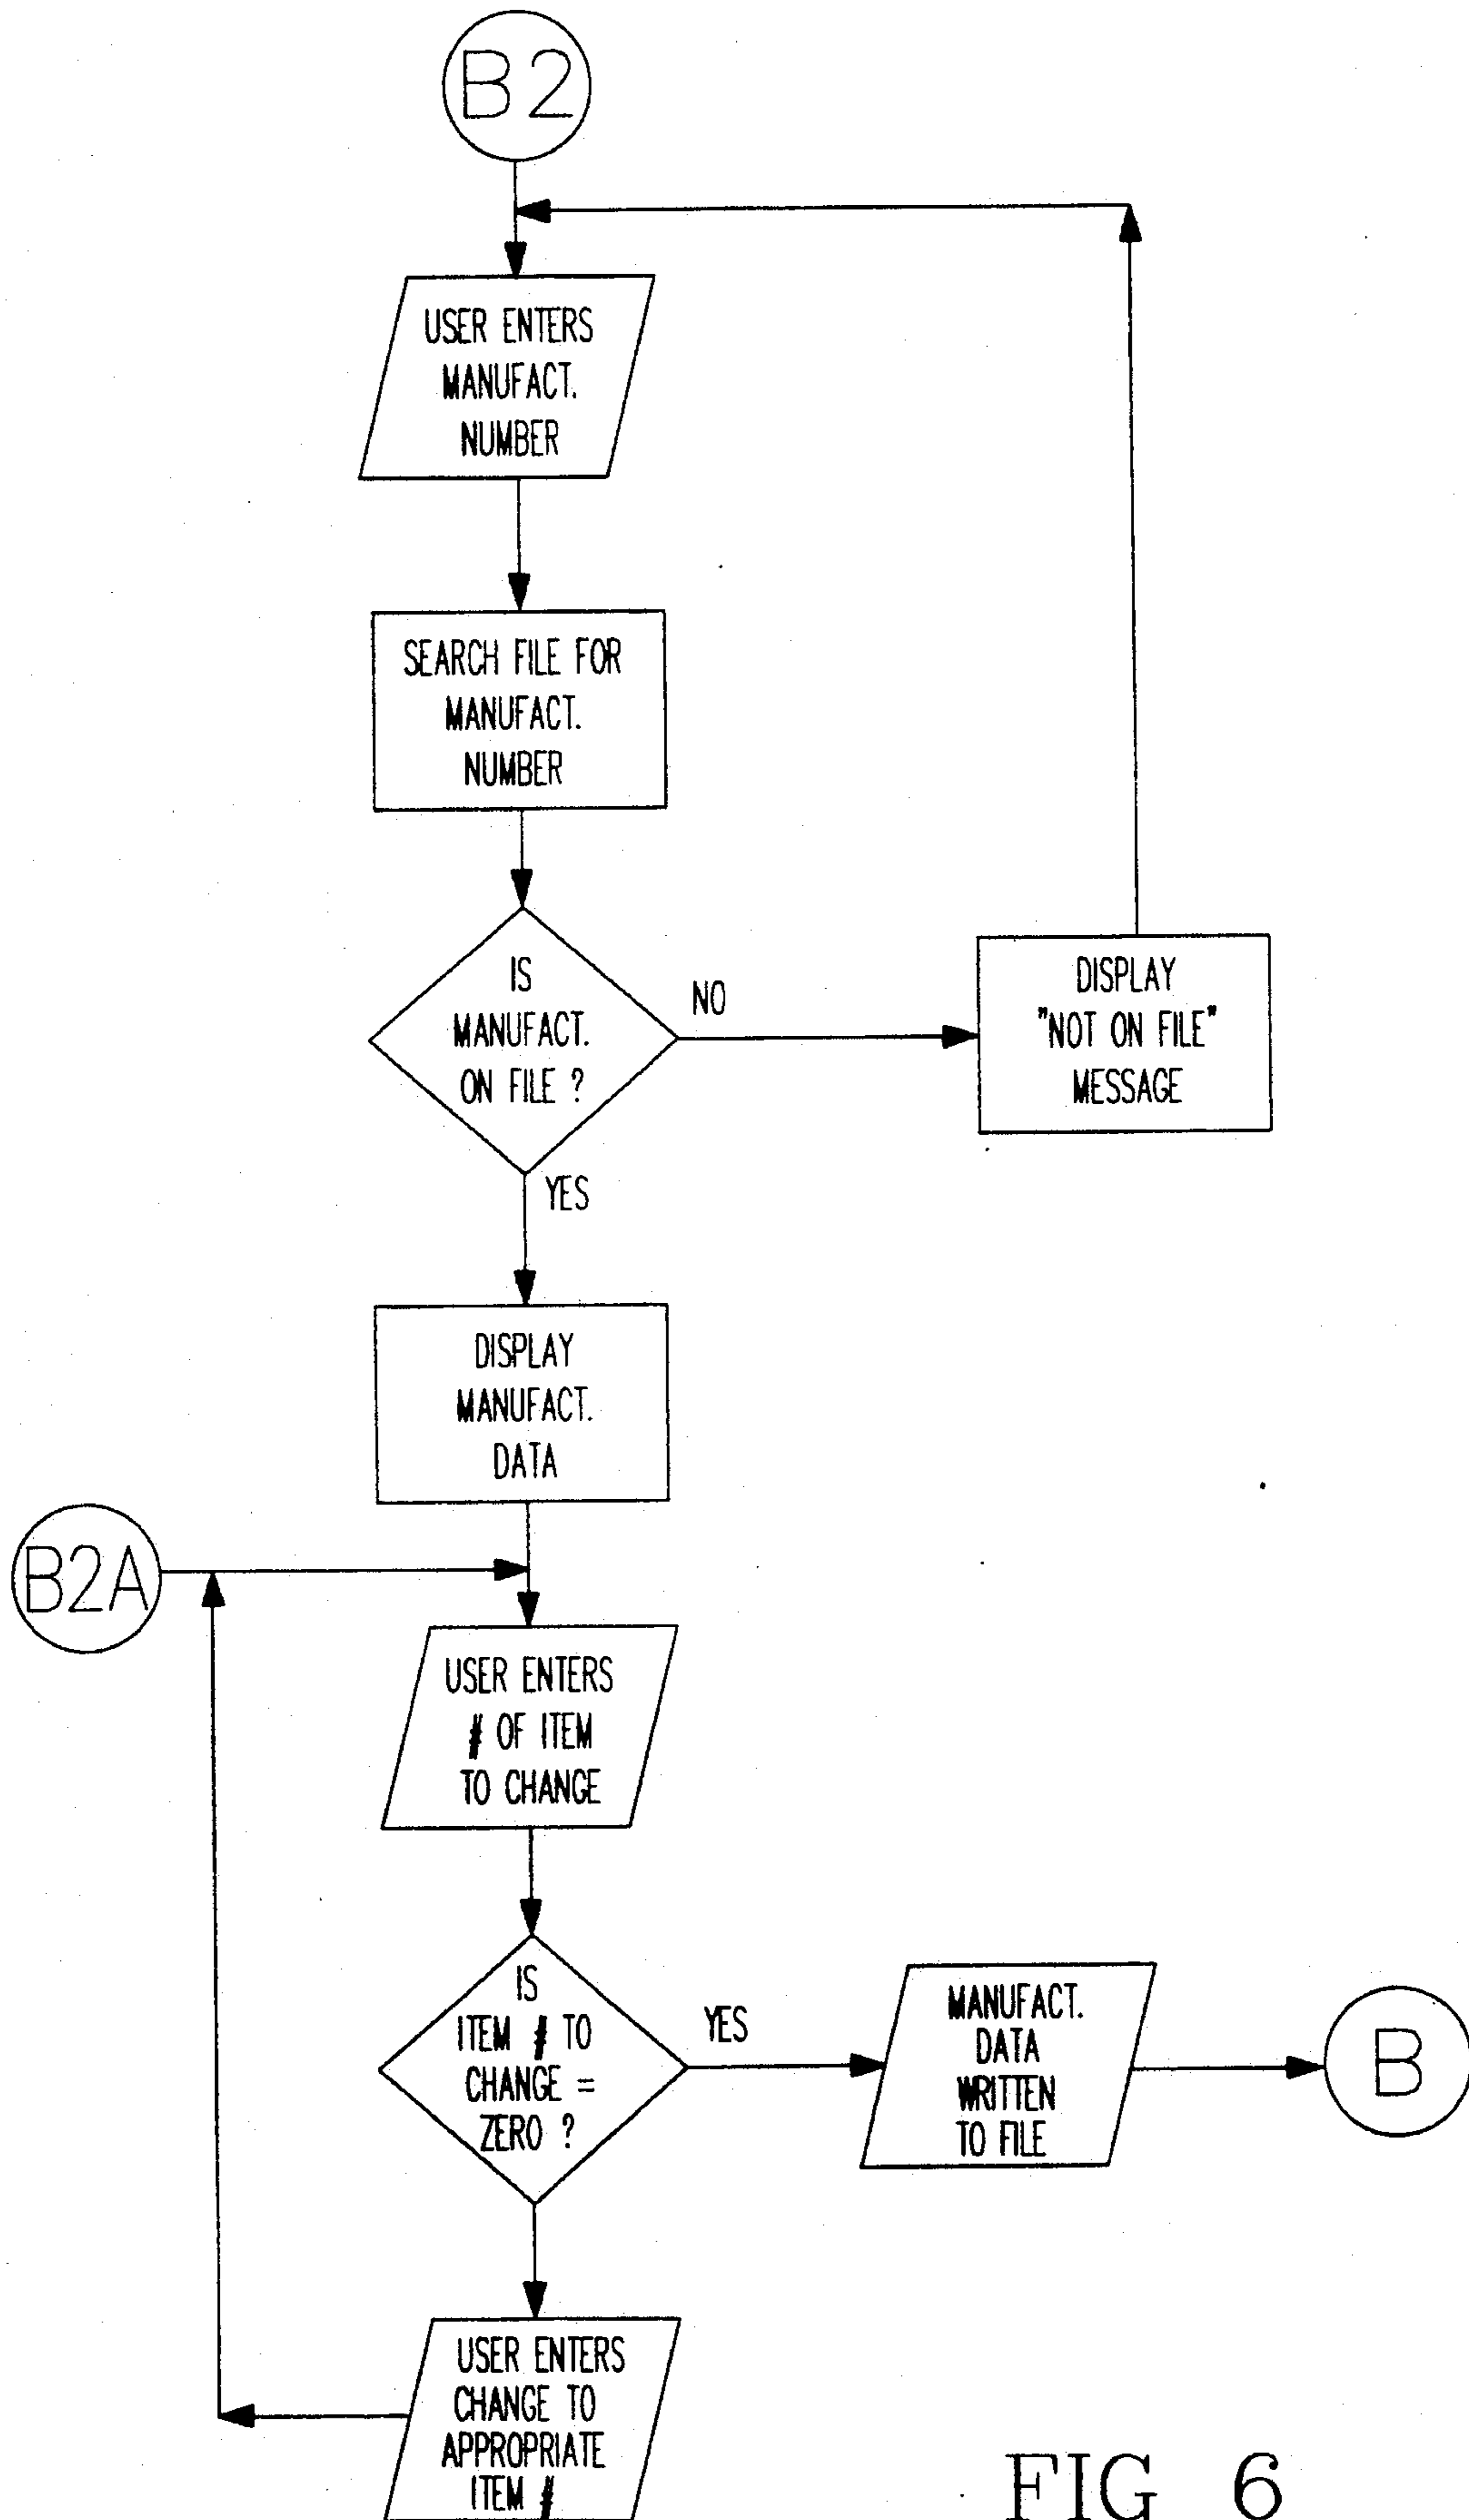 B2
USER ENTERS
MANUFACT.
NUMBER
SEARCH FILE FOR
MANUFACT.
NUMBER
IS
MANUFACT.
ON FILE ?
NO
DISPLAY
"NOT ON FILE"
MESSAGE
YES
DISPLAY
MANUFACT.
DATA
B2A
USER ENTERS
# OF ITEM
TO CHANGE
IS
ITEM # TO
CHANGE =
ZERO ?
YES
MANUFACT.
DATA
WRITTEN
TO FILE
B
USER ENTERS
CHANGE TO
APPROPRIATE
ITEM #
FIG 6